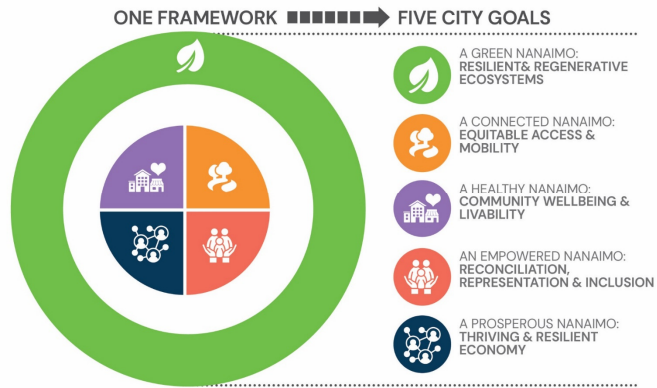 ONE FRAMEWORK FIVE CITY GOALS
A GREEN NANAIMO:
RESILIENT& REGENERATIVE
ECOSYSTEMS
A CONNECTED NANAIMO:
EQUITABLE ACCESS &
MOBILITY
A HEALTHY NANAIMO:
COMMUNITY WELLBEING &
LIVABILITY
AN EMPOWERED NANAIMO:
RECONCILIATION,
REPRESENTATION & INCLUSION
A PROSPEROUS NANAIMO:
THRIVING & RESILIENT
ECONOMY